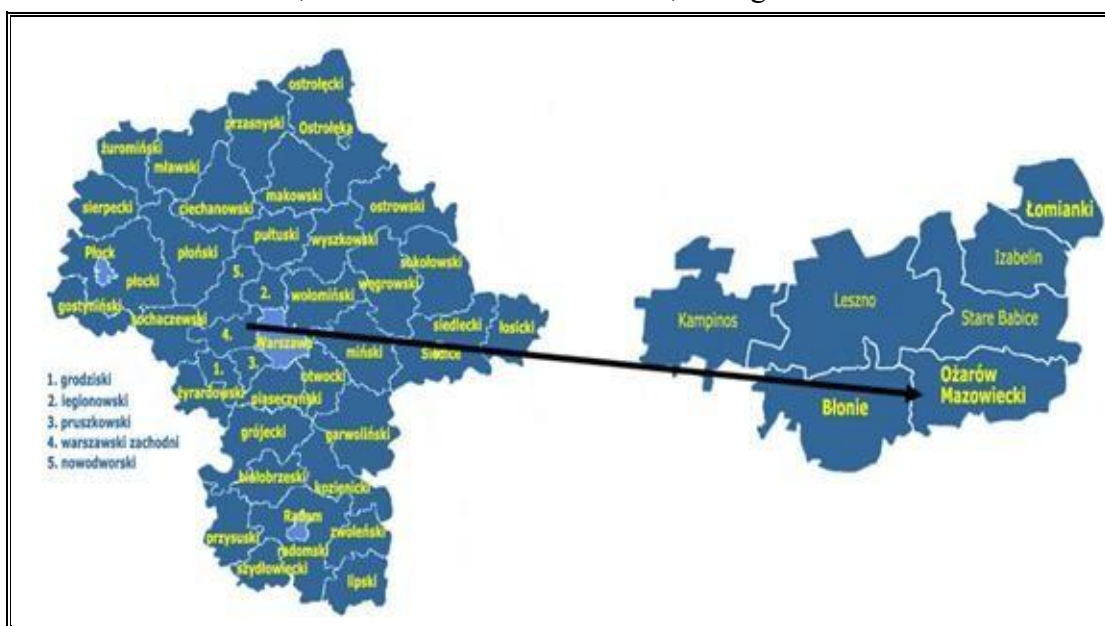 ostrołęcki
przasnyski
Ostrołęka
żuromiński
mławski
makowski
sierpecki
ciechanowski
ostrowski
pułtuski
wyszkowski
Płock
płoński
sokołowski
5.
węgrowski
płocki
2.
wołomiński
gostyniński
sochaczewski
siedlecki
łosicki
4.
Warszawa
miński
Siedlce
1.
3.
otwocki
żyrardowski
piaseczyński
grójecki
garwoliński
białobrzeski
kozienicki
Radom
przysuski
zwoleński
radomski
szydłowiecki
lipski
1. grodziski
2. legionowski
3. pruszkowski
4. warszawski zachodni
5. nowodworski
Łomianki
Izabelin
Leszno
Kampinos
Stare Babice
Ożarów
Mazowiecki
Błonie